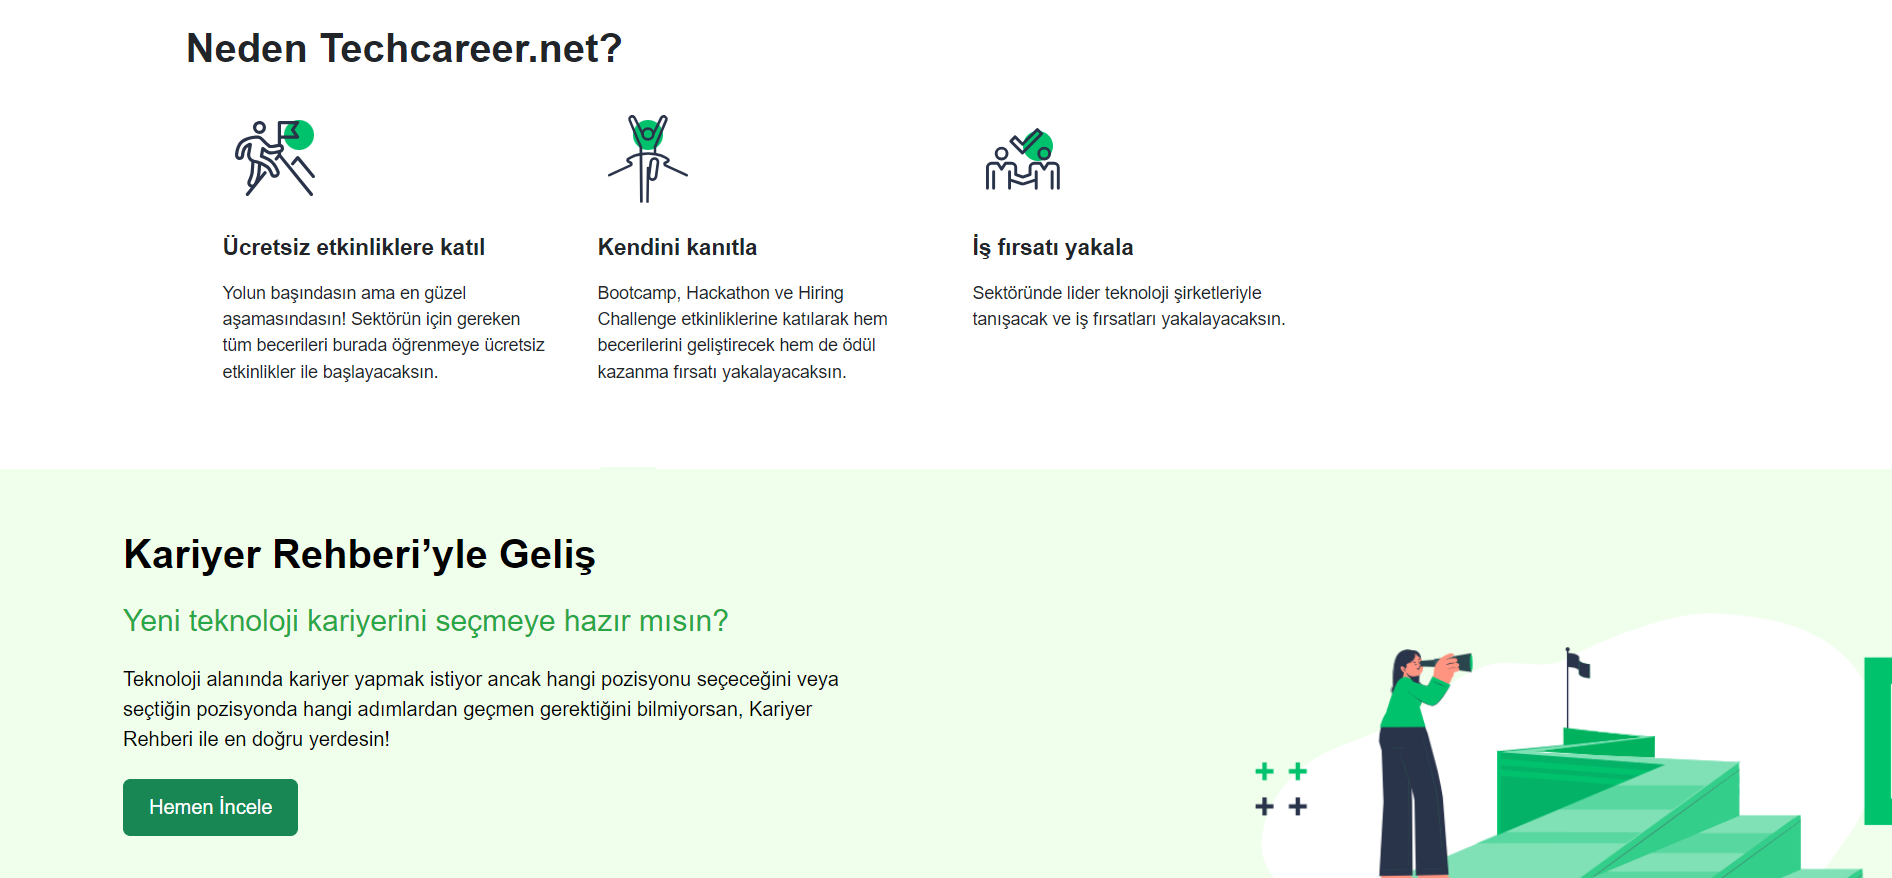 Neden Techcareer.net?
Ücretsiz etkinliklere katıl
Yolun başındasın ama en güzel
aşamasındasın! Sektörün için gereken
tüm becerileri burada öğrenmeye ücretsiz
etkinlikler ile başlayacaksın.
Kendini kanıtla
Bootcamp, Hackathon ve Hiring
Challenge etkinliklerine katılarak hem
becerilerini geliştirecek hem de ödül
kazanma fırsatı yakalayacaksın.
İş fırsatı yakala
Sektöründe lider teknoloji şirketleriyle
tanışacak ve iş fırsatları yakalayacaksın.
Kariyer Rehberi’yle Geliş
Yeni teknoloji kariyerini seçmeye hazır mısın?
Teknoloji alanında kariyer yapmak istiyor ancak hangi pozisyonu seçeceğini veya
seçtiğin pozisyonda hangi adımlardan geçmen gerektiğini bilmiyorsan, Kariyer
Rehberi ile en doğru yerdesin!
Hemen İncele